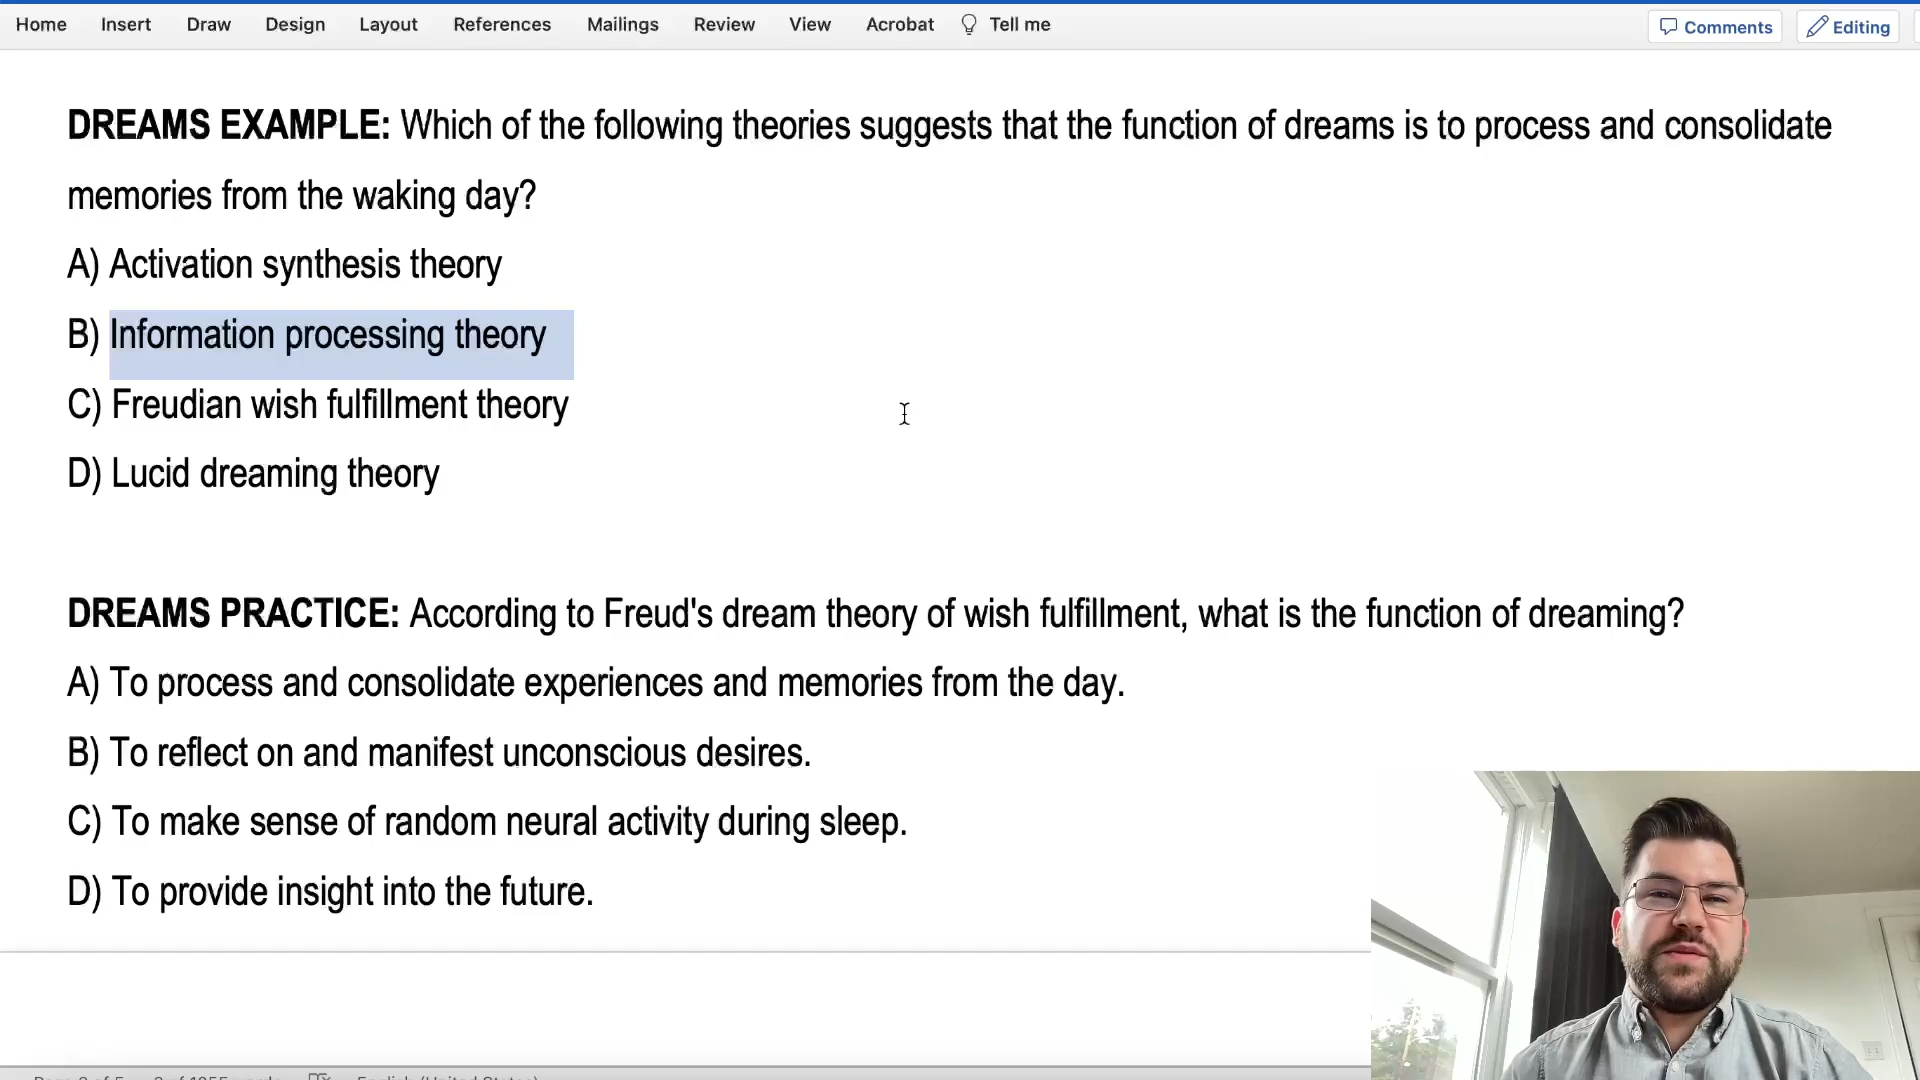 Home Insert Draw Design Layout References Mailings Review View Acrobat Tell me Comments Editing
DREAMS EXAMPLE: Which of the following theories suggests that the function of dreams is to process and consolidate
memories from the waking day?
A) Activation synthesis theory
B) Information processing theory
C) Freudian wish fulfillment theory
D) Lucid dreaming theory
DREAMS PRACTICE: According to Freud's dream theory of wish fulfillment, what is the function of dreaming?
A) To process and consolidate experiences and memories from the day.
B) To reflect on and manifest unconscious desires.
C) To make sense of random neural activity during sleep.
D) To provide insight into the future.